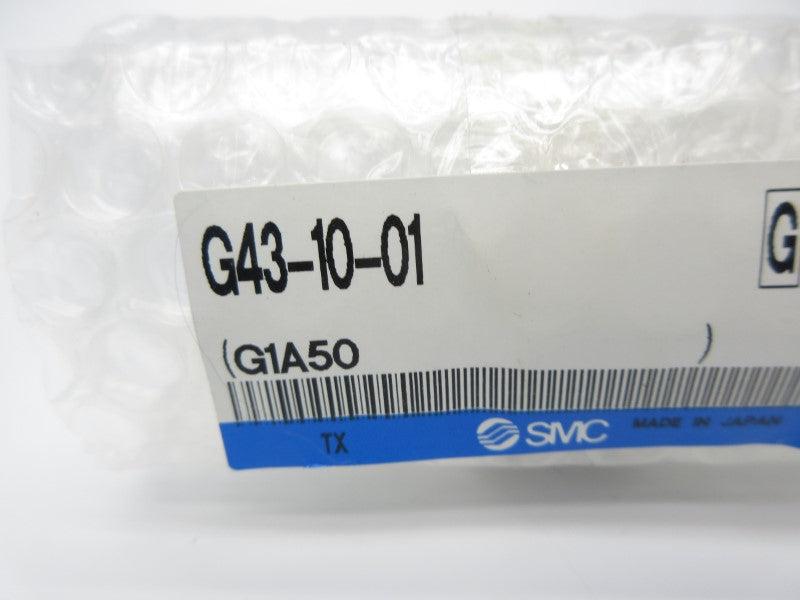 G43-10-01
G
(G1A50 )
TX SMC MADE IN JAPAN